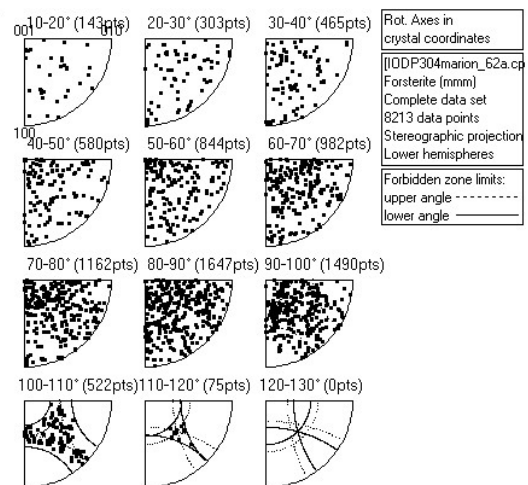 10-20° (143pts) 20-30° (303pts) 30-40° (465pts)
001 010
100
40-50° (580pts) 50-60° (844pts) 60-70° (982pts)
70-80° (1162pts) 80-90° (1647pts) 90-100° (1490pts)
100-110° (522pts) 110-120° (75pts) 120-130° (0pts)
Rot. Axes in
crystal coordinates
[IODP304marion_62a.cp
Forsterite (mmm)
Complete data set
8213 data points
Stereographic projection
Lower hemispheres
Forbidden zone limits:
upper angle
lower angle